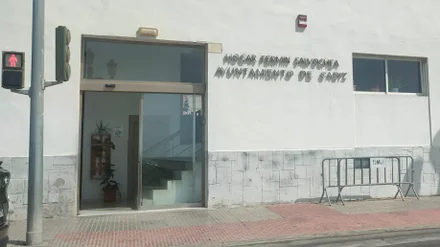 HOGAR FERMIN SALVOCHEA
AYUNTAMIENTO DE CADIZ